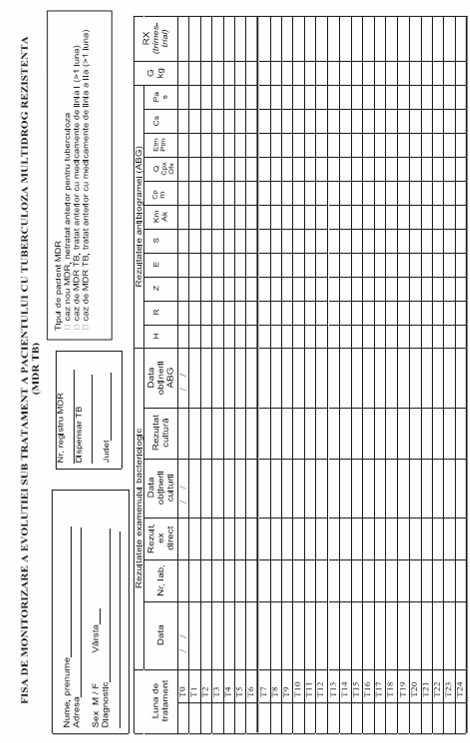 FISA DE MONITORIZARE A EVOLUTIEI SUB TRATAMENT A PACIENTULUI CU TUBERCULOZA MULTIDROG REZISTENTA
(MDR TB)
Nume, prenume
Adresa
Sex M / F Vârsta
Diagnostic
Nr. registru MDR
Dispensar TB
Judet
Tipul de pacient MDR
□ caz nou MDR, netratat anterior pentru tuberculoza
□ caz de MDR TB, tratat anterior cu medicamente de linia I (>1 luna)
□ caz de MDR TB, tratat anterior cu medicamente de linia a IIa (>1 luna)
Luna de tratament
Rezultatele examenului bacteriologic
Data
Nr. lab.
Rezult. ex direct
Data obținerii culturii
Rezultat cultură
Data obținerii ABG
Rezultatele antibiogramei (ABG)
H
R
Z
E
S
Km Ak
Cp m
Q Cpx Ofx
Etm Ptm
Cs
Pa s
G kg
RX (trimes- trial)
T0 / / / / / /
T1
T2
T3
T4
T5
T6
T7
T8
T9
T10
T11
T12
T13
T14
T15
T16
T17
T18
T19
T20
T21
T22
T23
T24